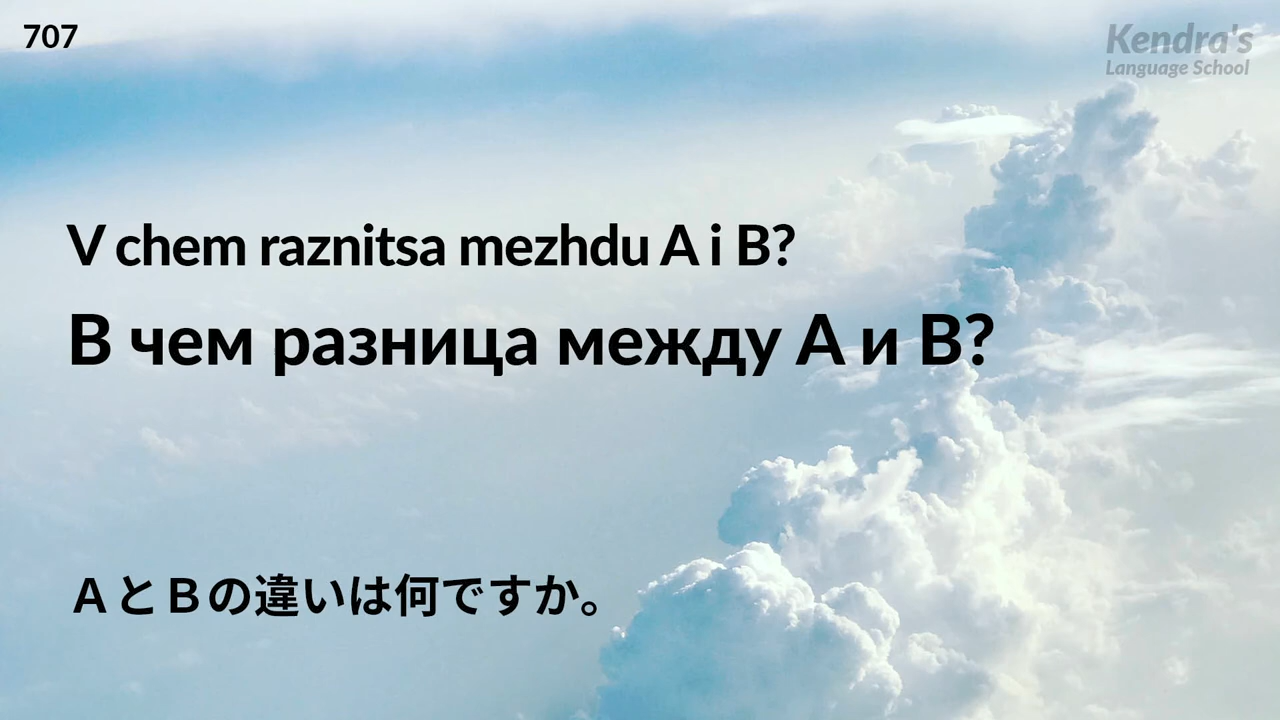 707
Kendra's
Language School
V chem raznitsa mezhdu A i B?
В чем разница между А и В?
ＡとＢの違いは何ですか。